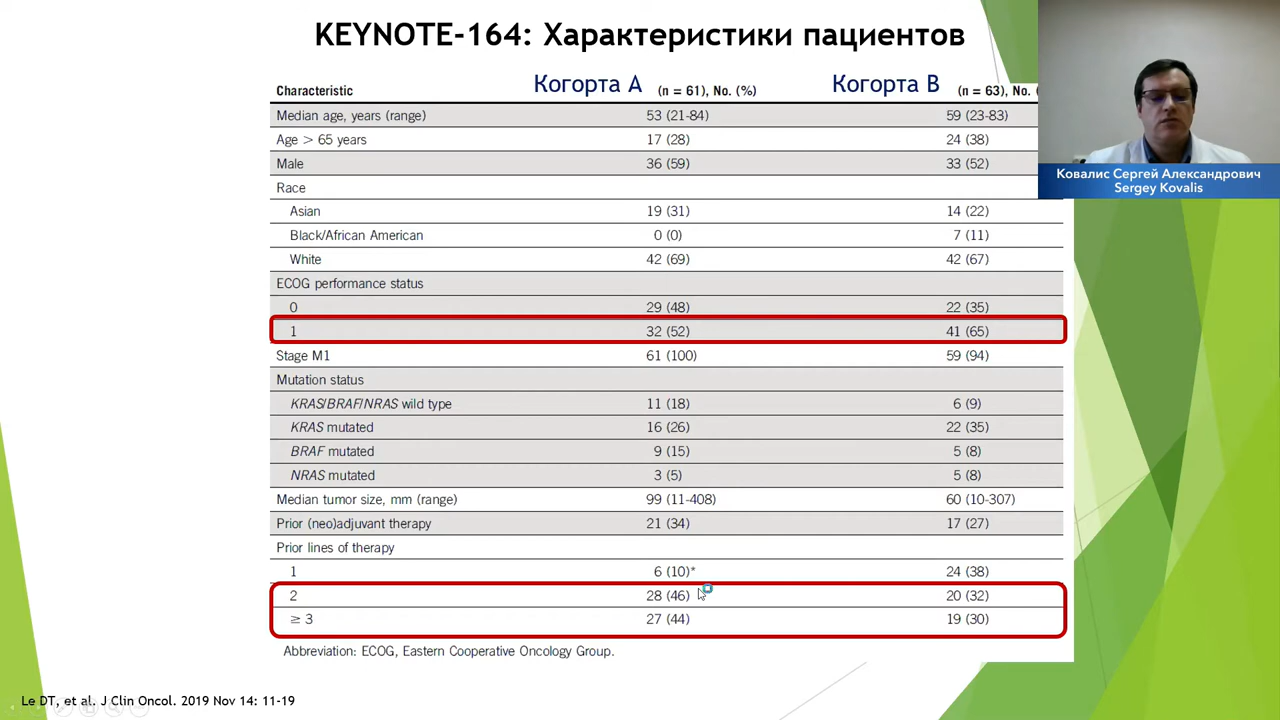 KEYNOTE-164: Характеристики пациентов
Characteristic Когорта А (n = 61), No. (%) Когорта В (n = 63), No. (
Median age, years (range) 53 (21-84) 59 (23-83)
Age > 65 years 17 (28) 24 (38)
Male 36 (59) 33 (52)
Race
Asian 19 (31) 14 (22)
Black/African American 0 (0) 7 (11)
White 42 (69) 42 (67)
ECOG performance status
0 29 (48) 22 (35)
1 32 (52) 41 (65)
Stage M1 61 (100) 59 (94)
Mutation status
KRAS/BRAF/NRAS wild type 11 (18) 6 (9)
KRAS mutated 16 (26) 22 (35)
BRAF mutated 9 (15) 5 (8)
NRAS mutated 3 (5) 5 (8)
Median tumor size, mm (range) 99 (11-408) 60 (10-307)
Prior (neo)adjuvant therapy 21 (34) 17 (27)
Prior lines of therapy
1 6 (10)* 24 (38)
2 28 (46) 20 (32)
≥ 3 27 (44) 19 (30)
Abbreviation: ECOG, Eastern Cooperative Oncology Group.
Le DT, et al. J Clin Oncol. 2019 Nov 14: 11-19
Ковалис Сергей Александрович
Sergey Kovalis